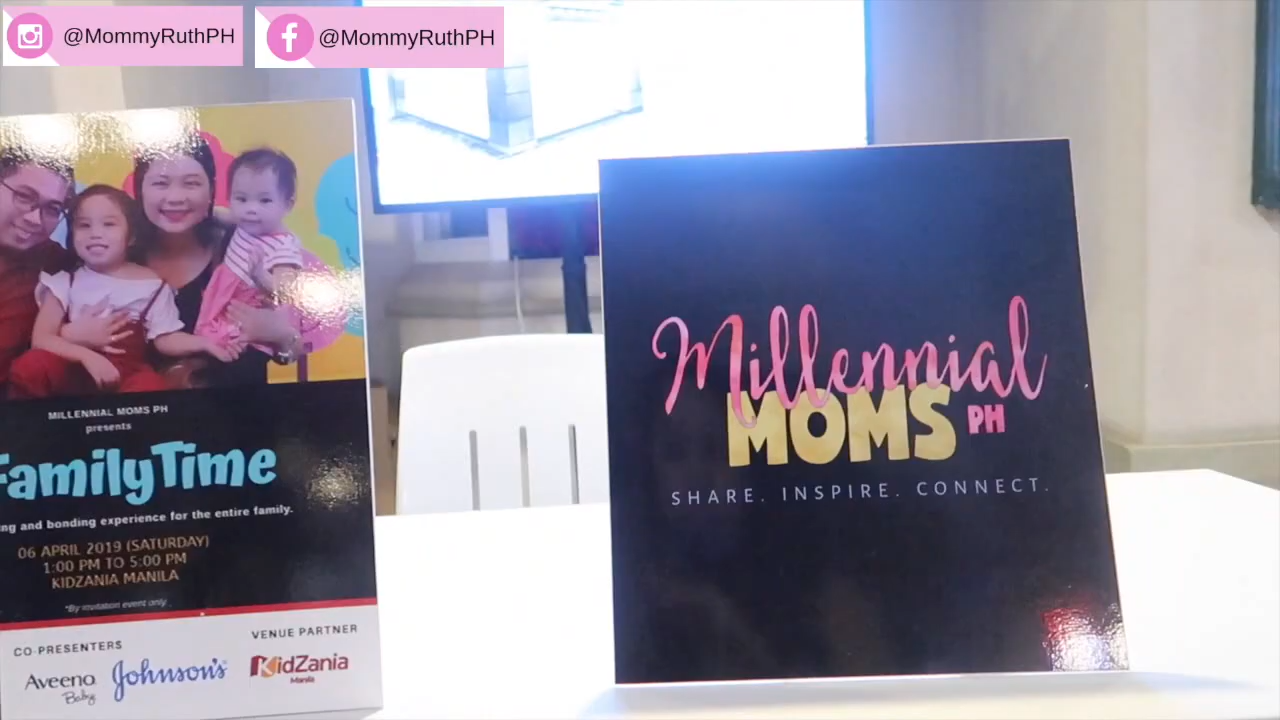 @MommyRuthPH
@MommyRuthPH
MILLENNIAL MOMS PH
presents
FamilyTime
and bonding experience for the entire family.
06 APRIL 2019 (SATURDAY)
1:00 PM TO 5:00 PM
KIDZANIA MANILA
*By invitation event only
CO-PRESENTERS
VENUE PARTNER
Aveeno
Baby
Johnson's
KidZania
Manila
Millennial
MOMS PH
SHARE. INSPIRE. CONNECT.